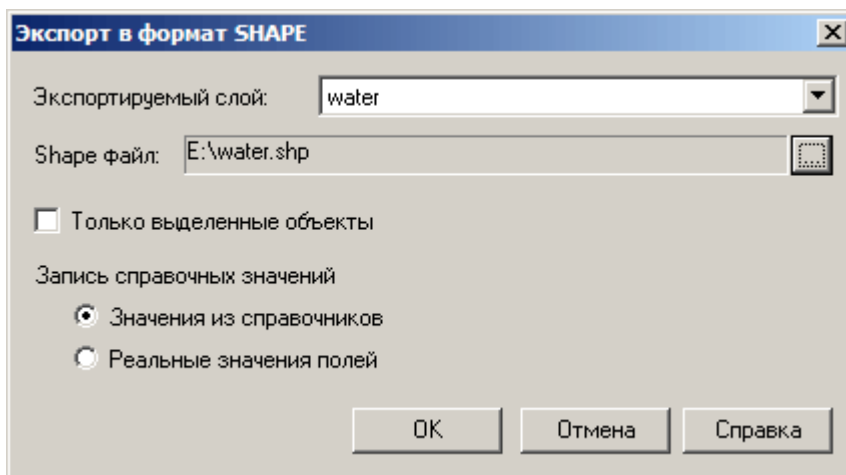 Экспорт в формат SHAPE
Экспортируемый слой: water
Shape файл: E:\water.shp ...
Только выделенные объекты
Запись справочных значений
Значения из справочников
Реальные значения полей
OK Отмена Справка